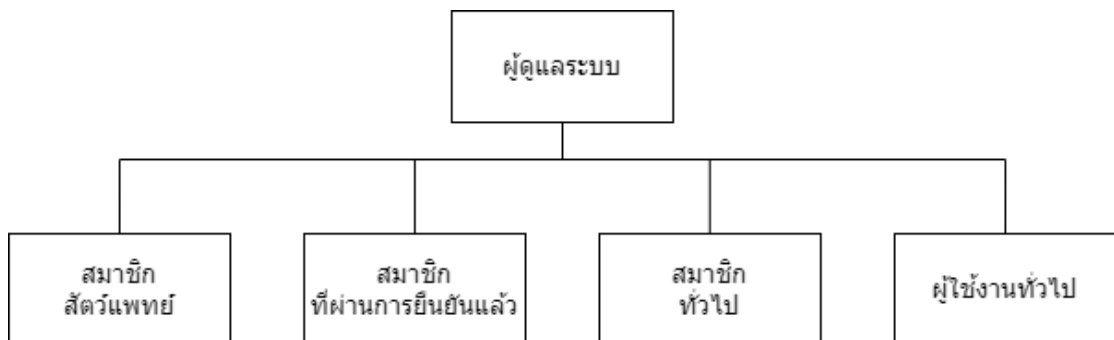 ผู้ดูแลระบบ
สมาชิก
สัตว์แพทย์
สมาชิก
ที่ผ่านการยืนยันแล้ว
สมาชิก
ทั่วไป
ผู้ใช้งานทั่วไป